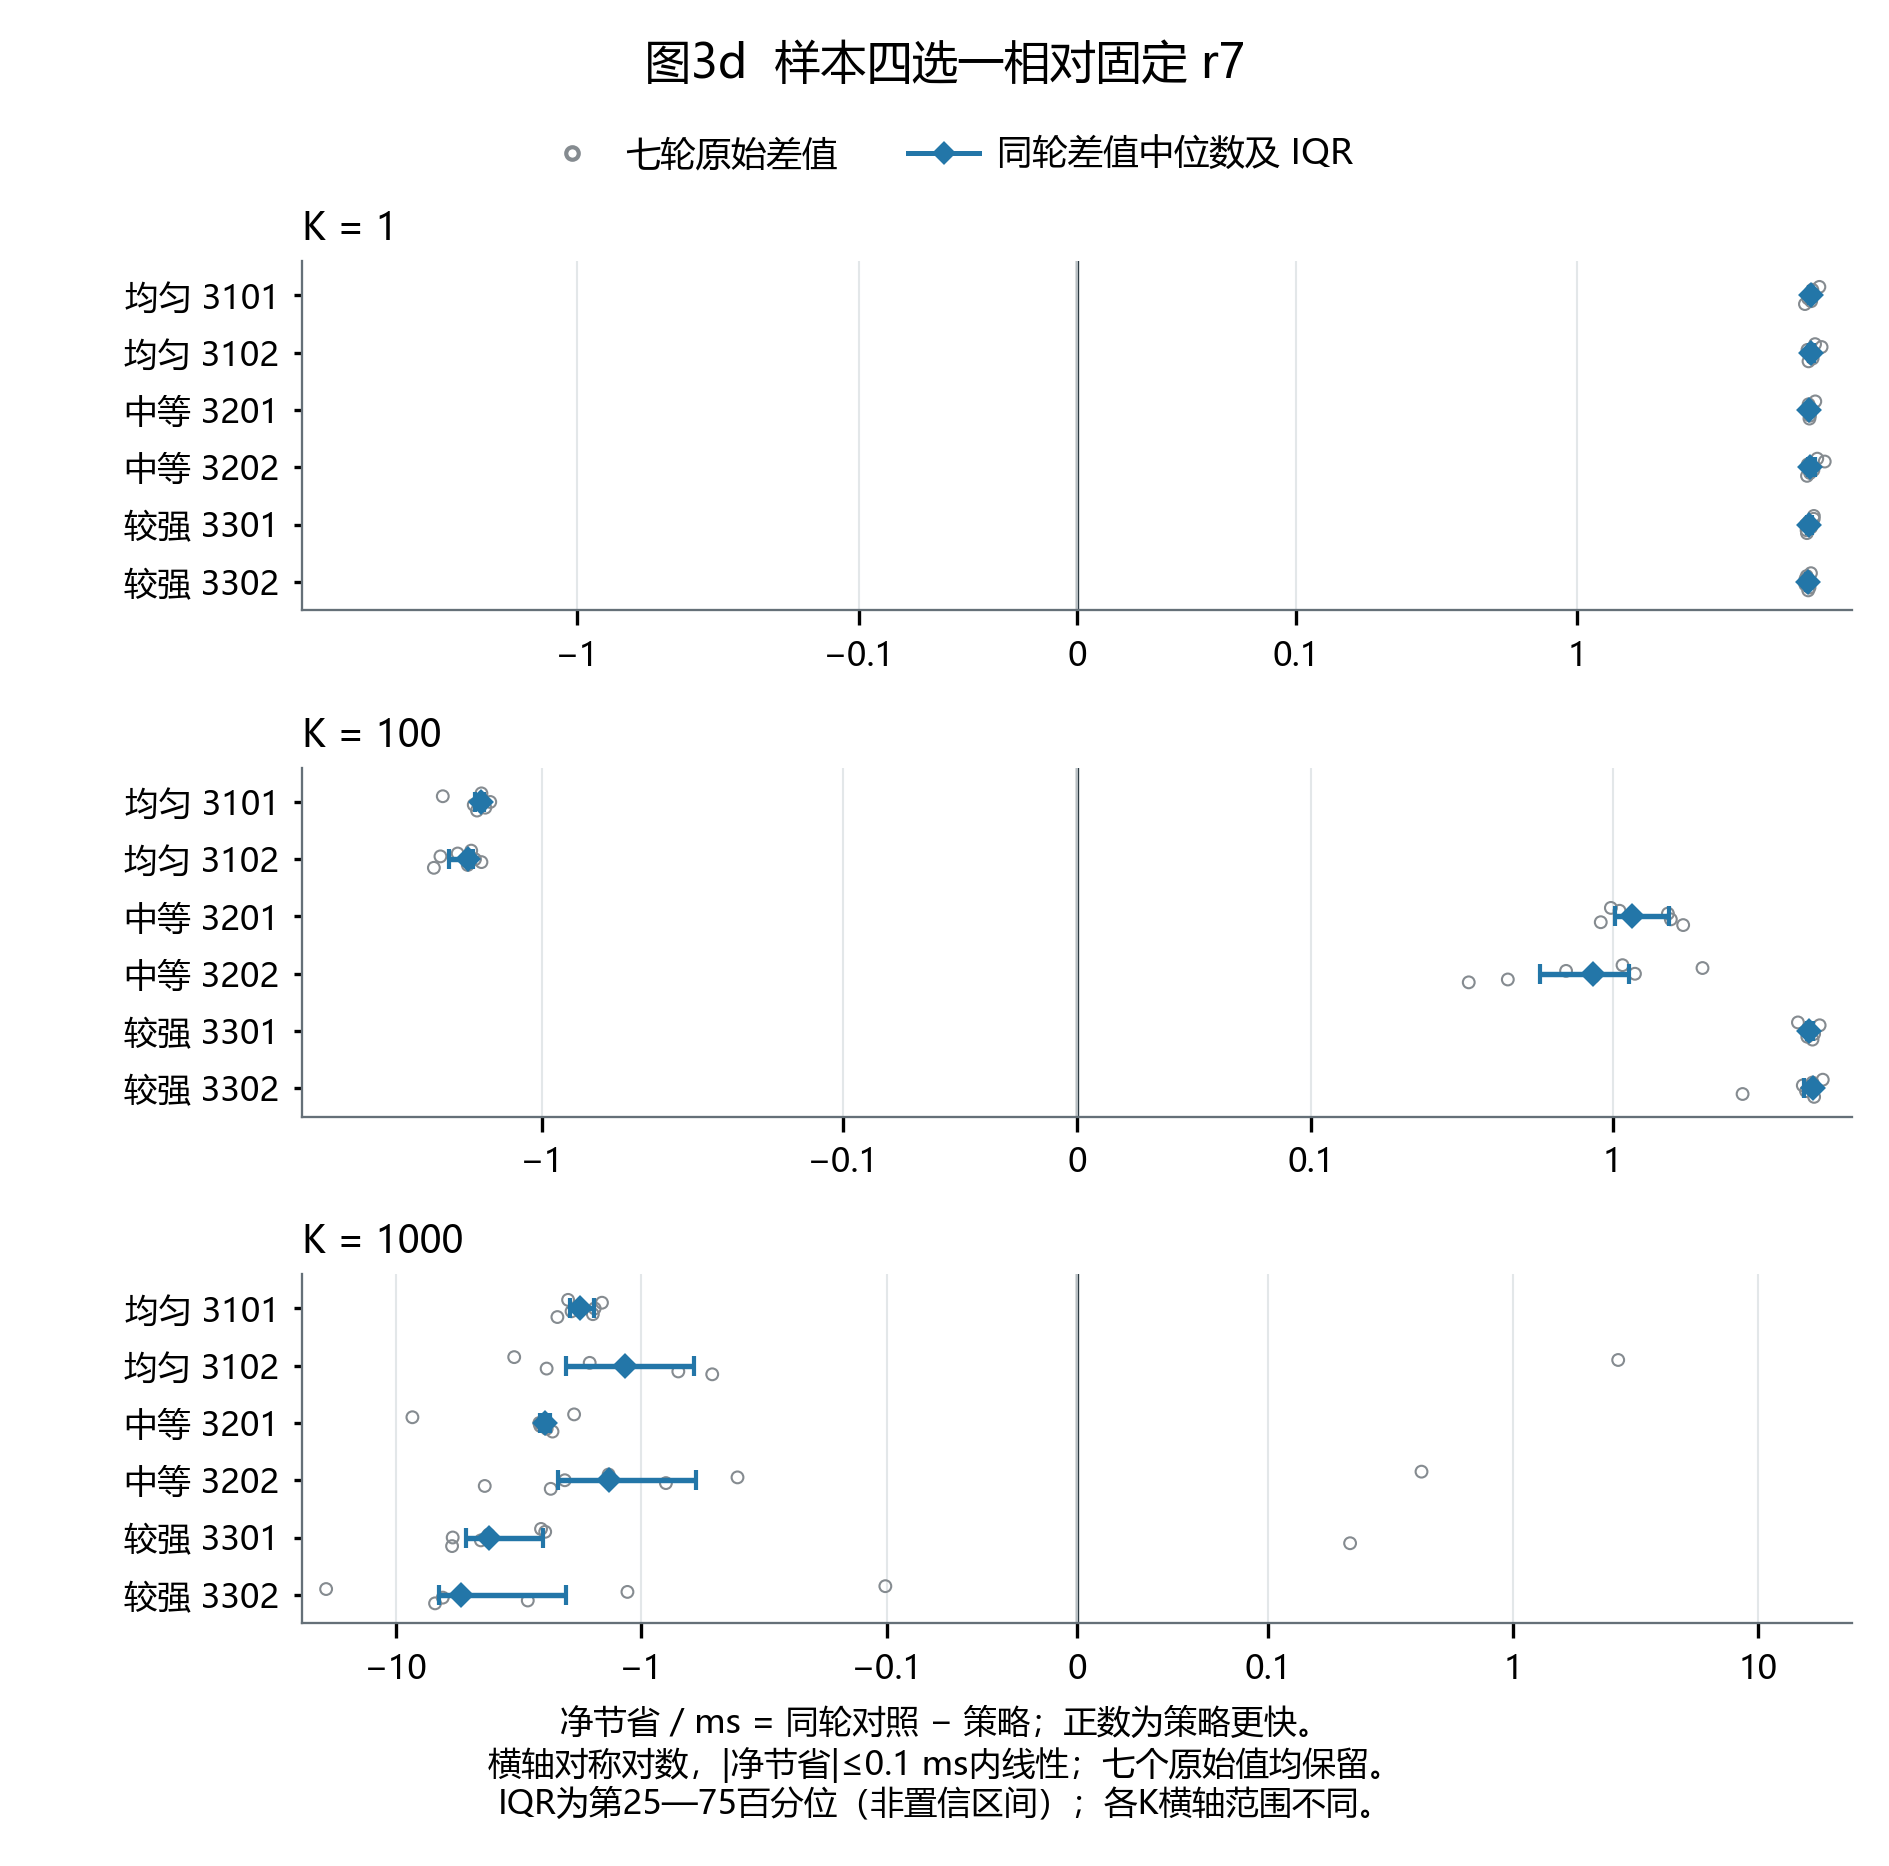 图3d 样本四选一相对固定 r7
七轮原始差值
同轮差值中位数及 IQR
K = 1
均匀 3101
均匀 3102
中等 3201
中等 3202
较强 3301
较强 3302
−1
−0.1
0
0.1
1
K = 100
均匀 3101
均匀 3102
中等 3201
中等 3202
较强 3301
较强 3302
−1
−0.1
0
0.1
1
K = 1000
均匀 3101
均匀 3102
中等 3201
中等 3202
较强 3301
较强 3302
−10
−1
−0.1
0
0.1
1
10
净节省 / ms = 同轮对照 − 策略；正数为策略更快。
横轴对称对数，|净节省|≤0.1 ms内线性；七个原始值均保留。
IQR为第25—75百分位（非置信区间）；各K横轴范围不同。